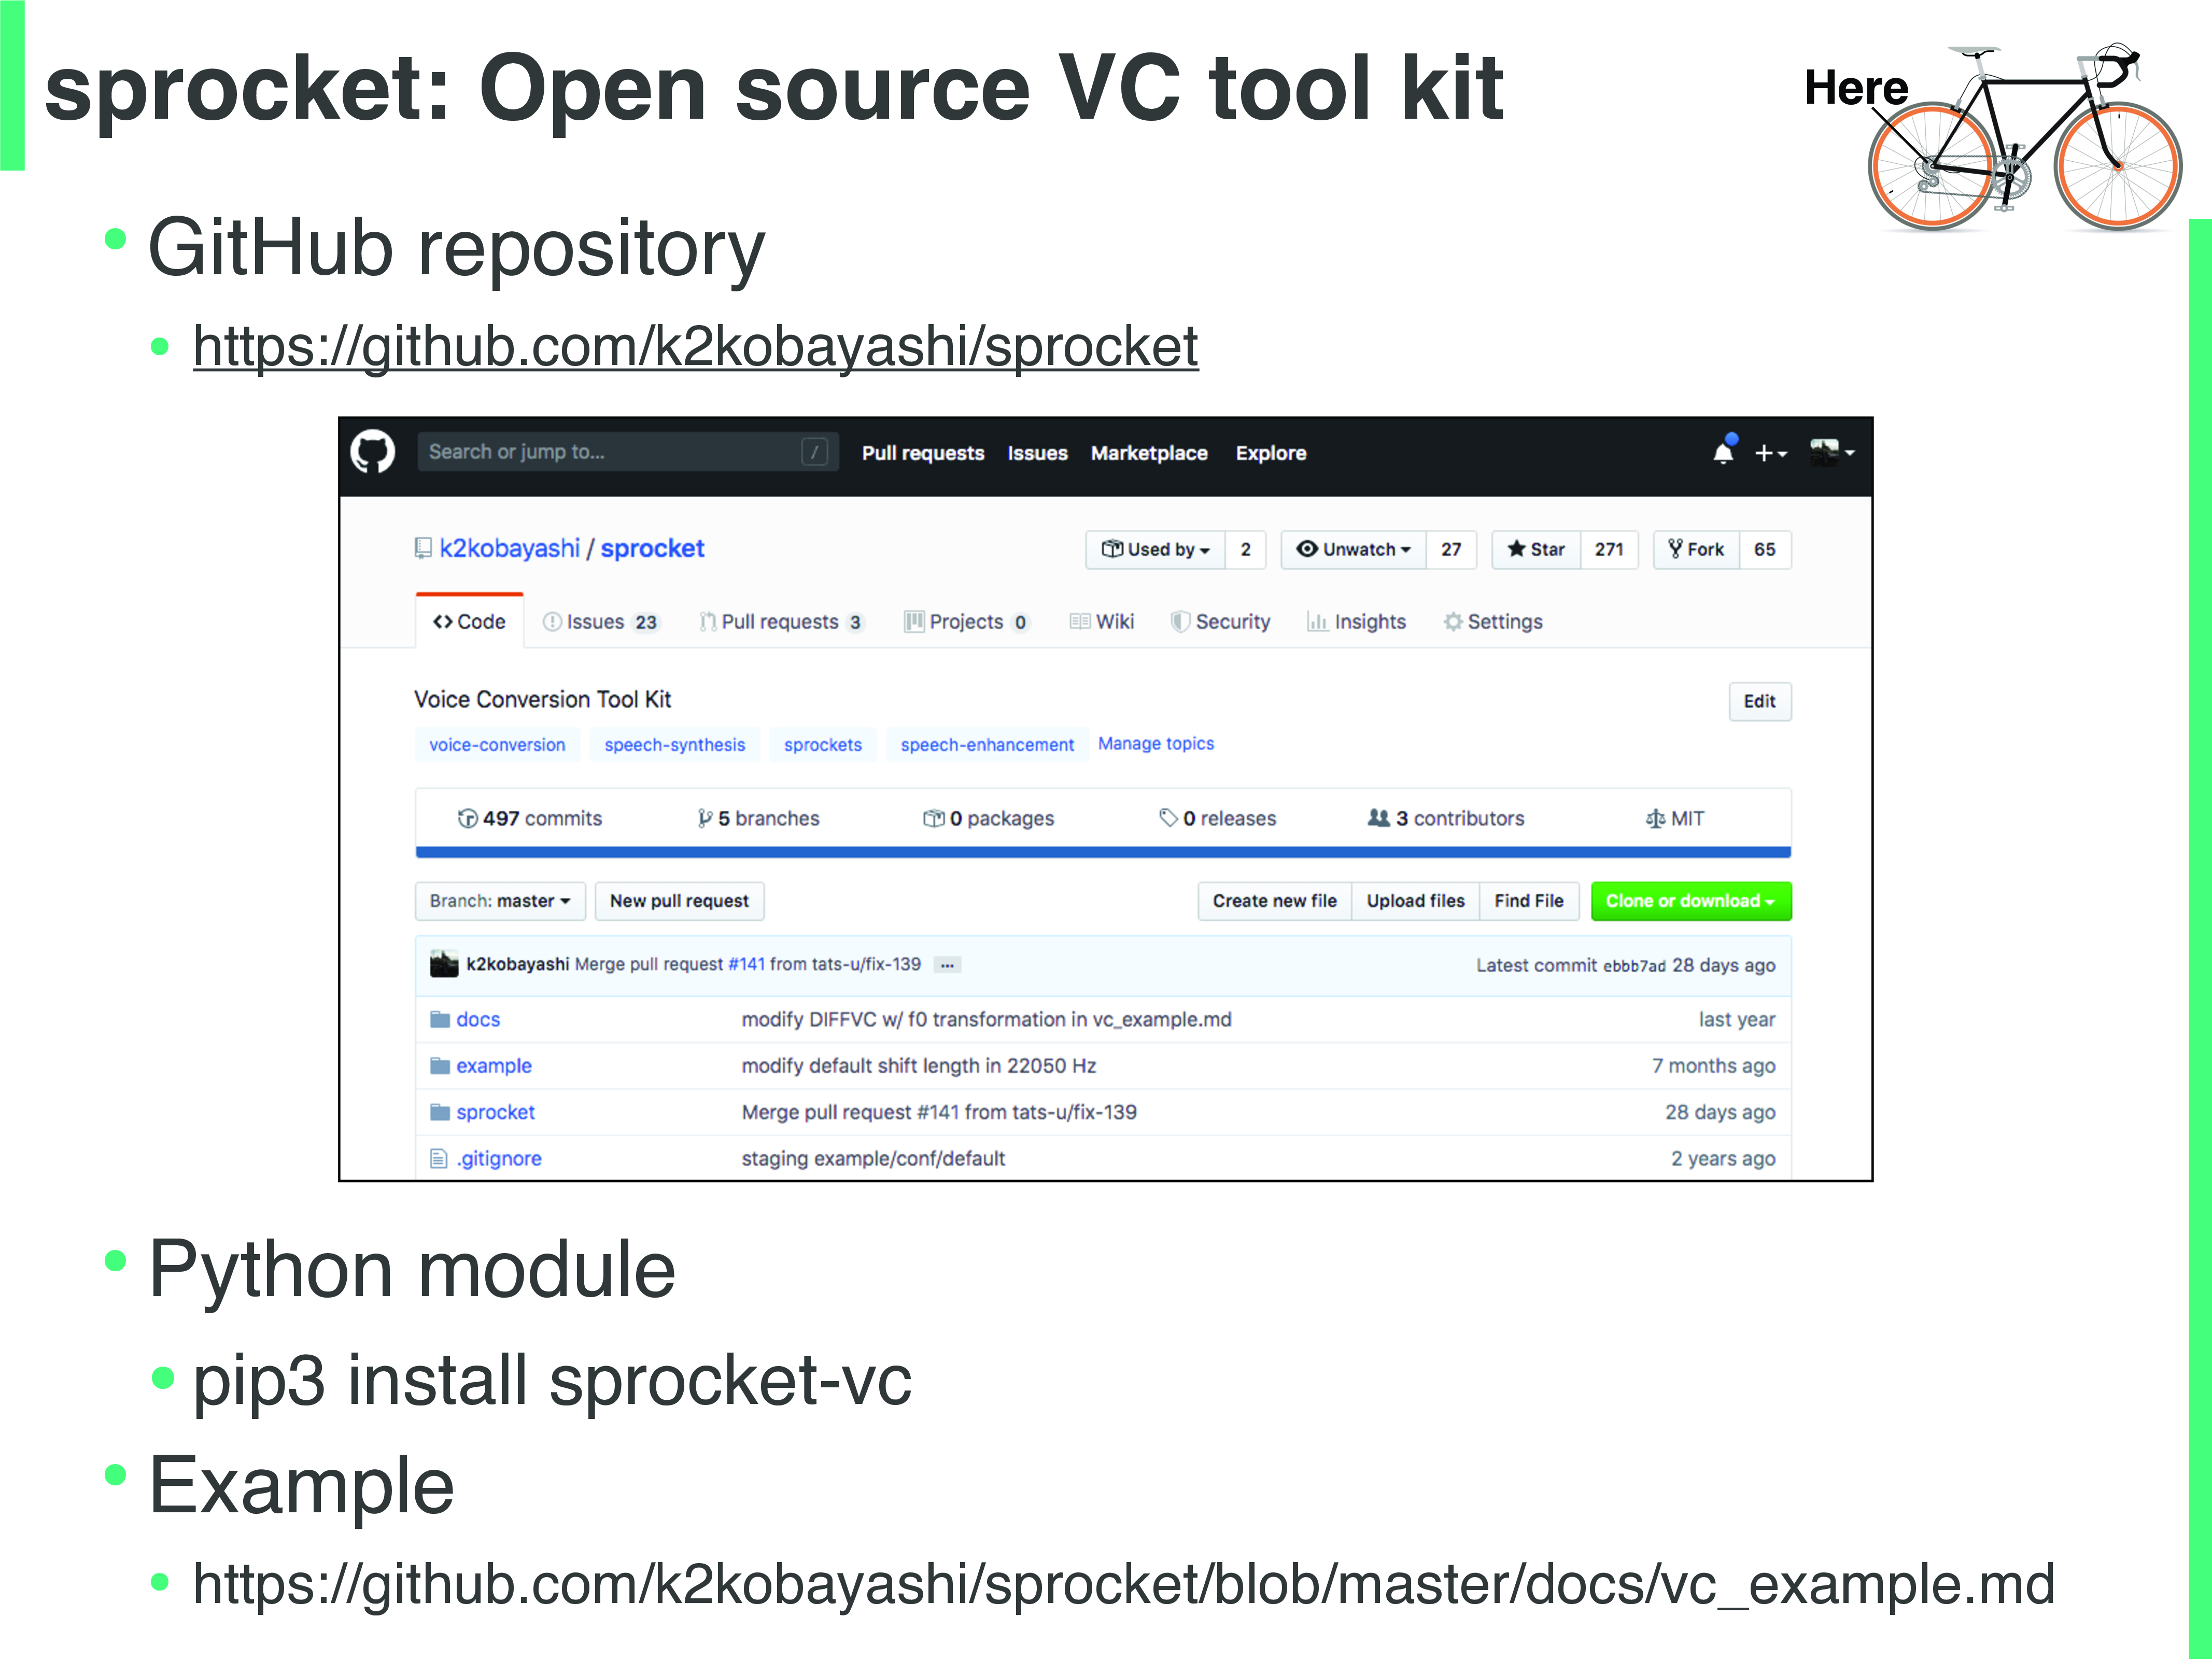 sprocket: Open source VC tool kit
Here
• GitHub repository
• https://github.com/k2kobayashi/sprocket
Search or jump to... / Pull requests Issues Marketplace Explore
k2kobayashi / sprocket Used by 2 Unwatch 27 Star 271 Fork 65
<> Code Issues 23 Pull requests 3 Projects 0 Wiki Security Insights Settings
Voice Conversion Tool Kit Edit
voice-conversion speech-synthesis sprockets speech-enhancement Manage topics
497 commits 5 branches 0 packages 0 releases 3 contributors MIT
Branch: master New pull request Create new file Upload files Find File Clone or download
k2kobayashi Merge pull request #141 from tats-u/fix-139 ... Latest commit ebbb7ad 28 days ago
docs modify DIFFVC w/ f0 transformation in vc_example.md last year
example modify default shift length in 22050 Hz 7 months ago
sprocket Merge pull request #141 from tats-u/fix-139 28 days ago
.gitignore staging example/conf/default 2 years ago
• Python module
• pip3 install sprocket-vc
• Example
• https://github.com/k2kobayashi/sprocket/blob/master/docs/vc_example.md